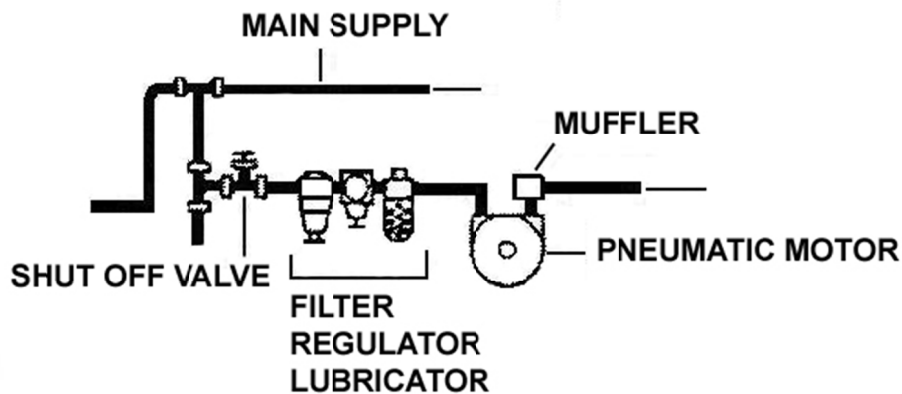 MAIN SUPPLY
MUFFLER
PNEUMATIC MOTOR
SHUT OFF VALVE
FILTER
REGULATOR
LUBRICATOR